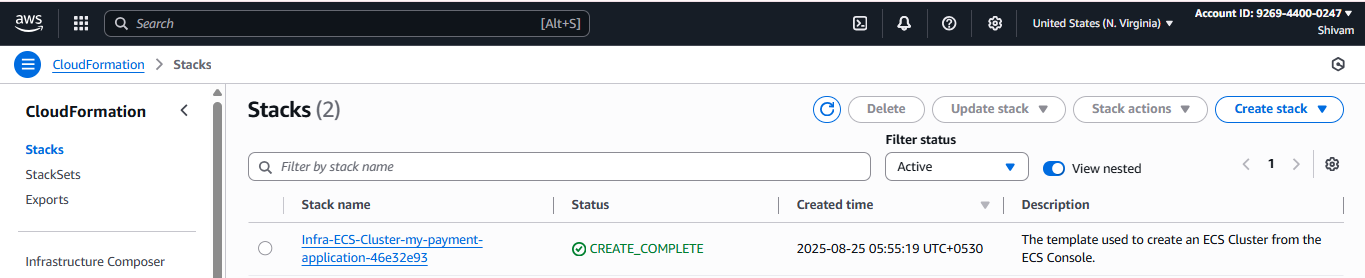 aws
Search
[Alt+S]
United States (N. Virginia)
Account ID: 9269-4400-0247
Shivam
CloudFormation
Stacks
CloudFormation
Stacks
StackSets
Exports
Infrastructure Composer
Stacks (2)
Delete
Update stack
Stack actions
Create stack
Filter status
Filter by stack name
Active
View nested
1
Stack name
Status
Created time
Description
Infra-ECS-Cluster-my-payment-
application-46e32e93
CREATE_COMPLETE
2025-08-25 05:55:19 UTC+0530
The template used to create an ECS Cluster from the
ECS Console.